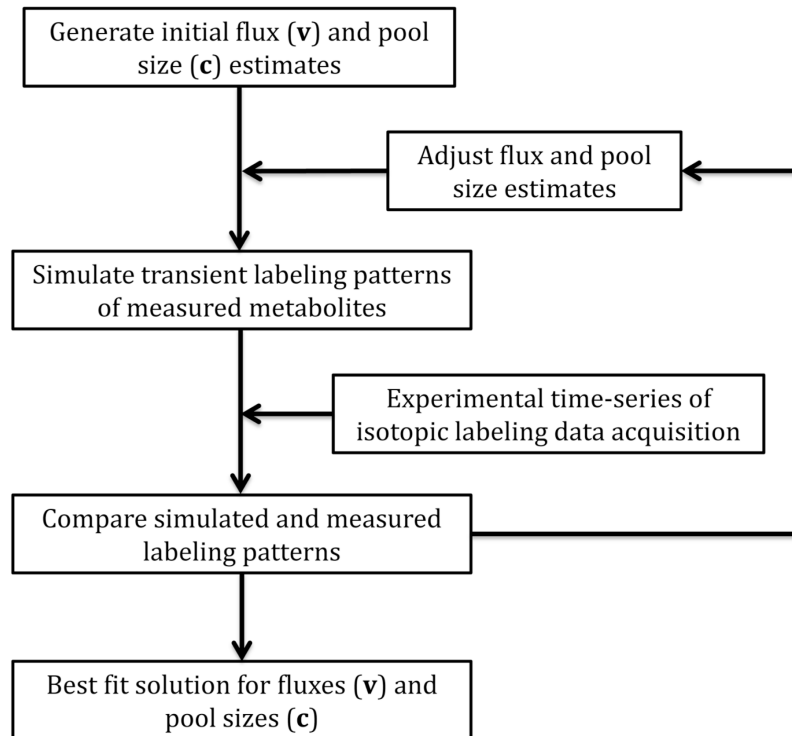 Generate initial flux (v) and pool
size (c) estimates
Adjust flux and pool
size estimates
Simulate transient labeling patterns
of measured metabolites
Experimental time-series of
isotopic labeling data acquisition
Compare simulated and measured
labeling patterns
Best fit solution for fluxes (v) and
pool sizes (c)